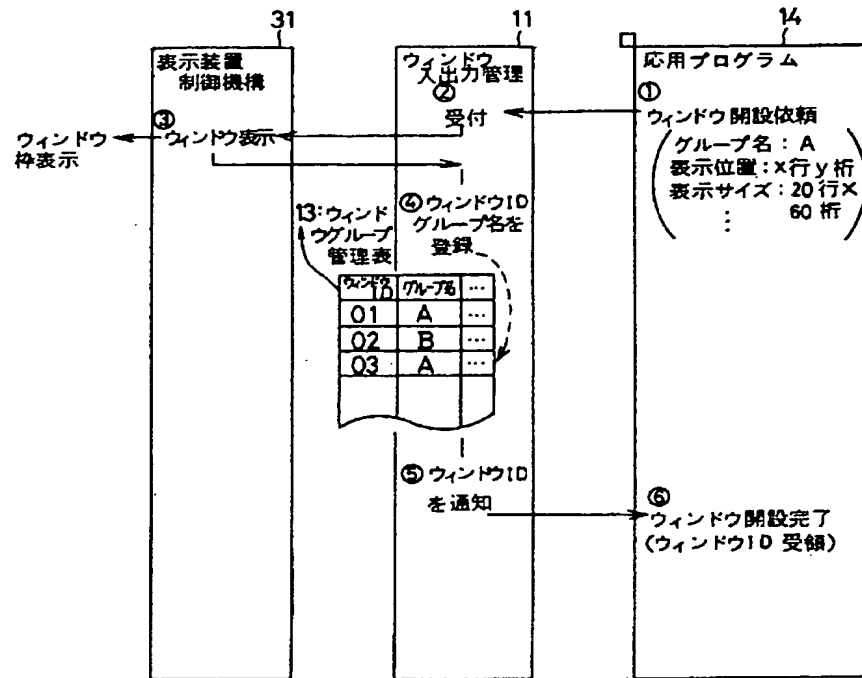 31
11
14
表示装置
制御機構
ウィンドウ
入出力管理
応用プログラム
①
ウィンドウ開設依頼
グループ名：A
表示位置：x行y桁
表示サイズ：20行×
60桁
⋮
②
受付
③
ウィンドウ表示
ウィンドウ
枠表示
④ウィンドウID
グループ名を
登録
13：ウィンド
ウグループ
管理表
ウィンドウID グループ名 …
01 A …
02 B …
03 A …
⑤ウィンドウID
を通知
⑥
ウィンドウ開設完了
(ウィンドウID 受領)